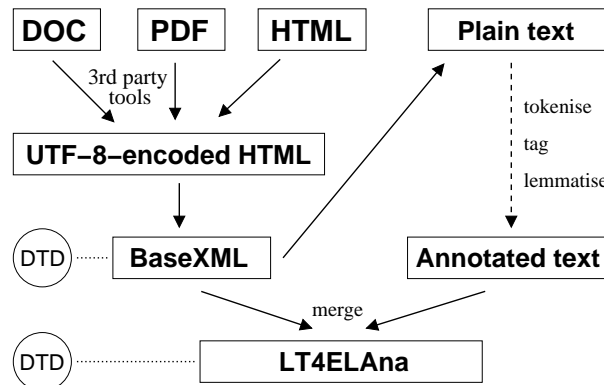 DOC
PDF
HTML
Plain text
3rd party
tools
tokenise
tag
lemmatise
UTF−8−encoded HTML
DTD
BaseXML
Annotated text
merge
DTD
LT4ELAna